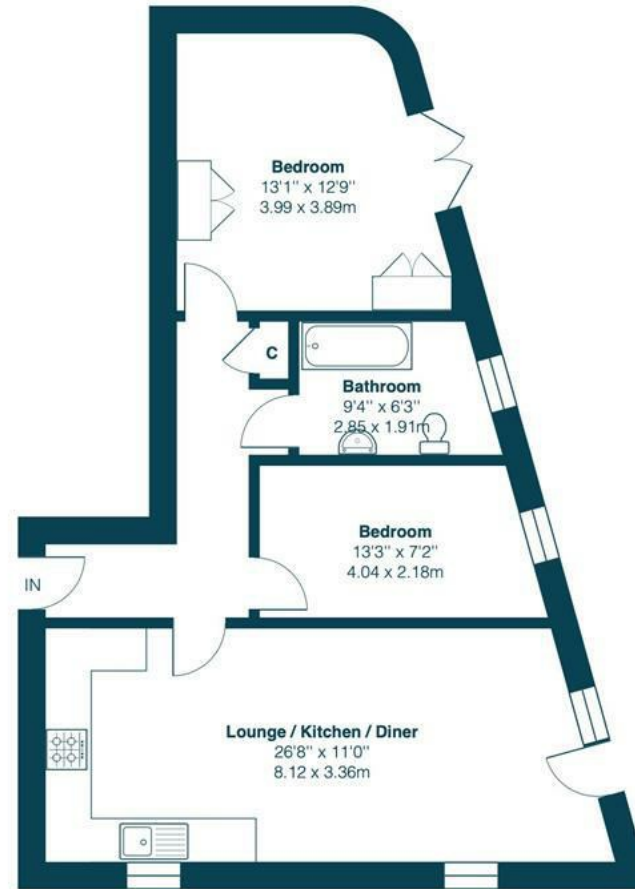 Bedroom
13'1" x 12'9"
3.99 x 3.89m
C
Bathroom
9'4" x 6'3"
2.85 x 1.91m
Bedroom
13'3" x 7'2"
4.04 x 2.18m
IN
Lounge / Kitchen / Diner
26'8" x 11'0"
8.12 x 3.36m